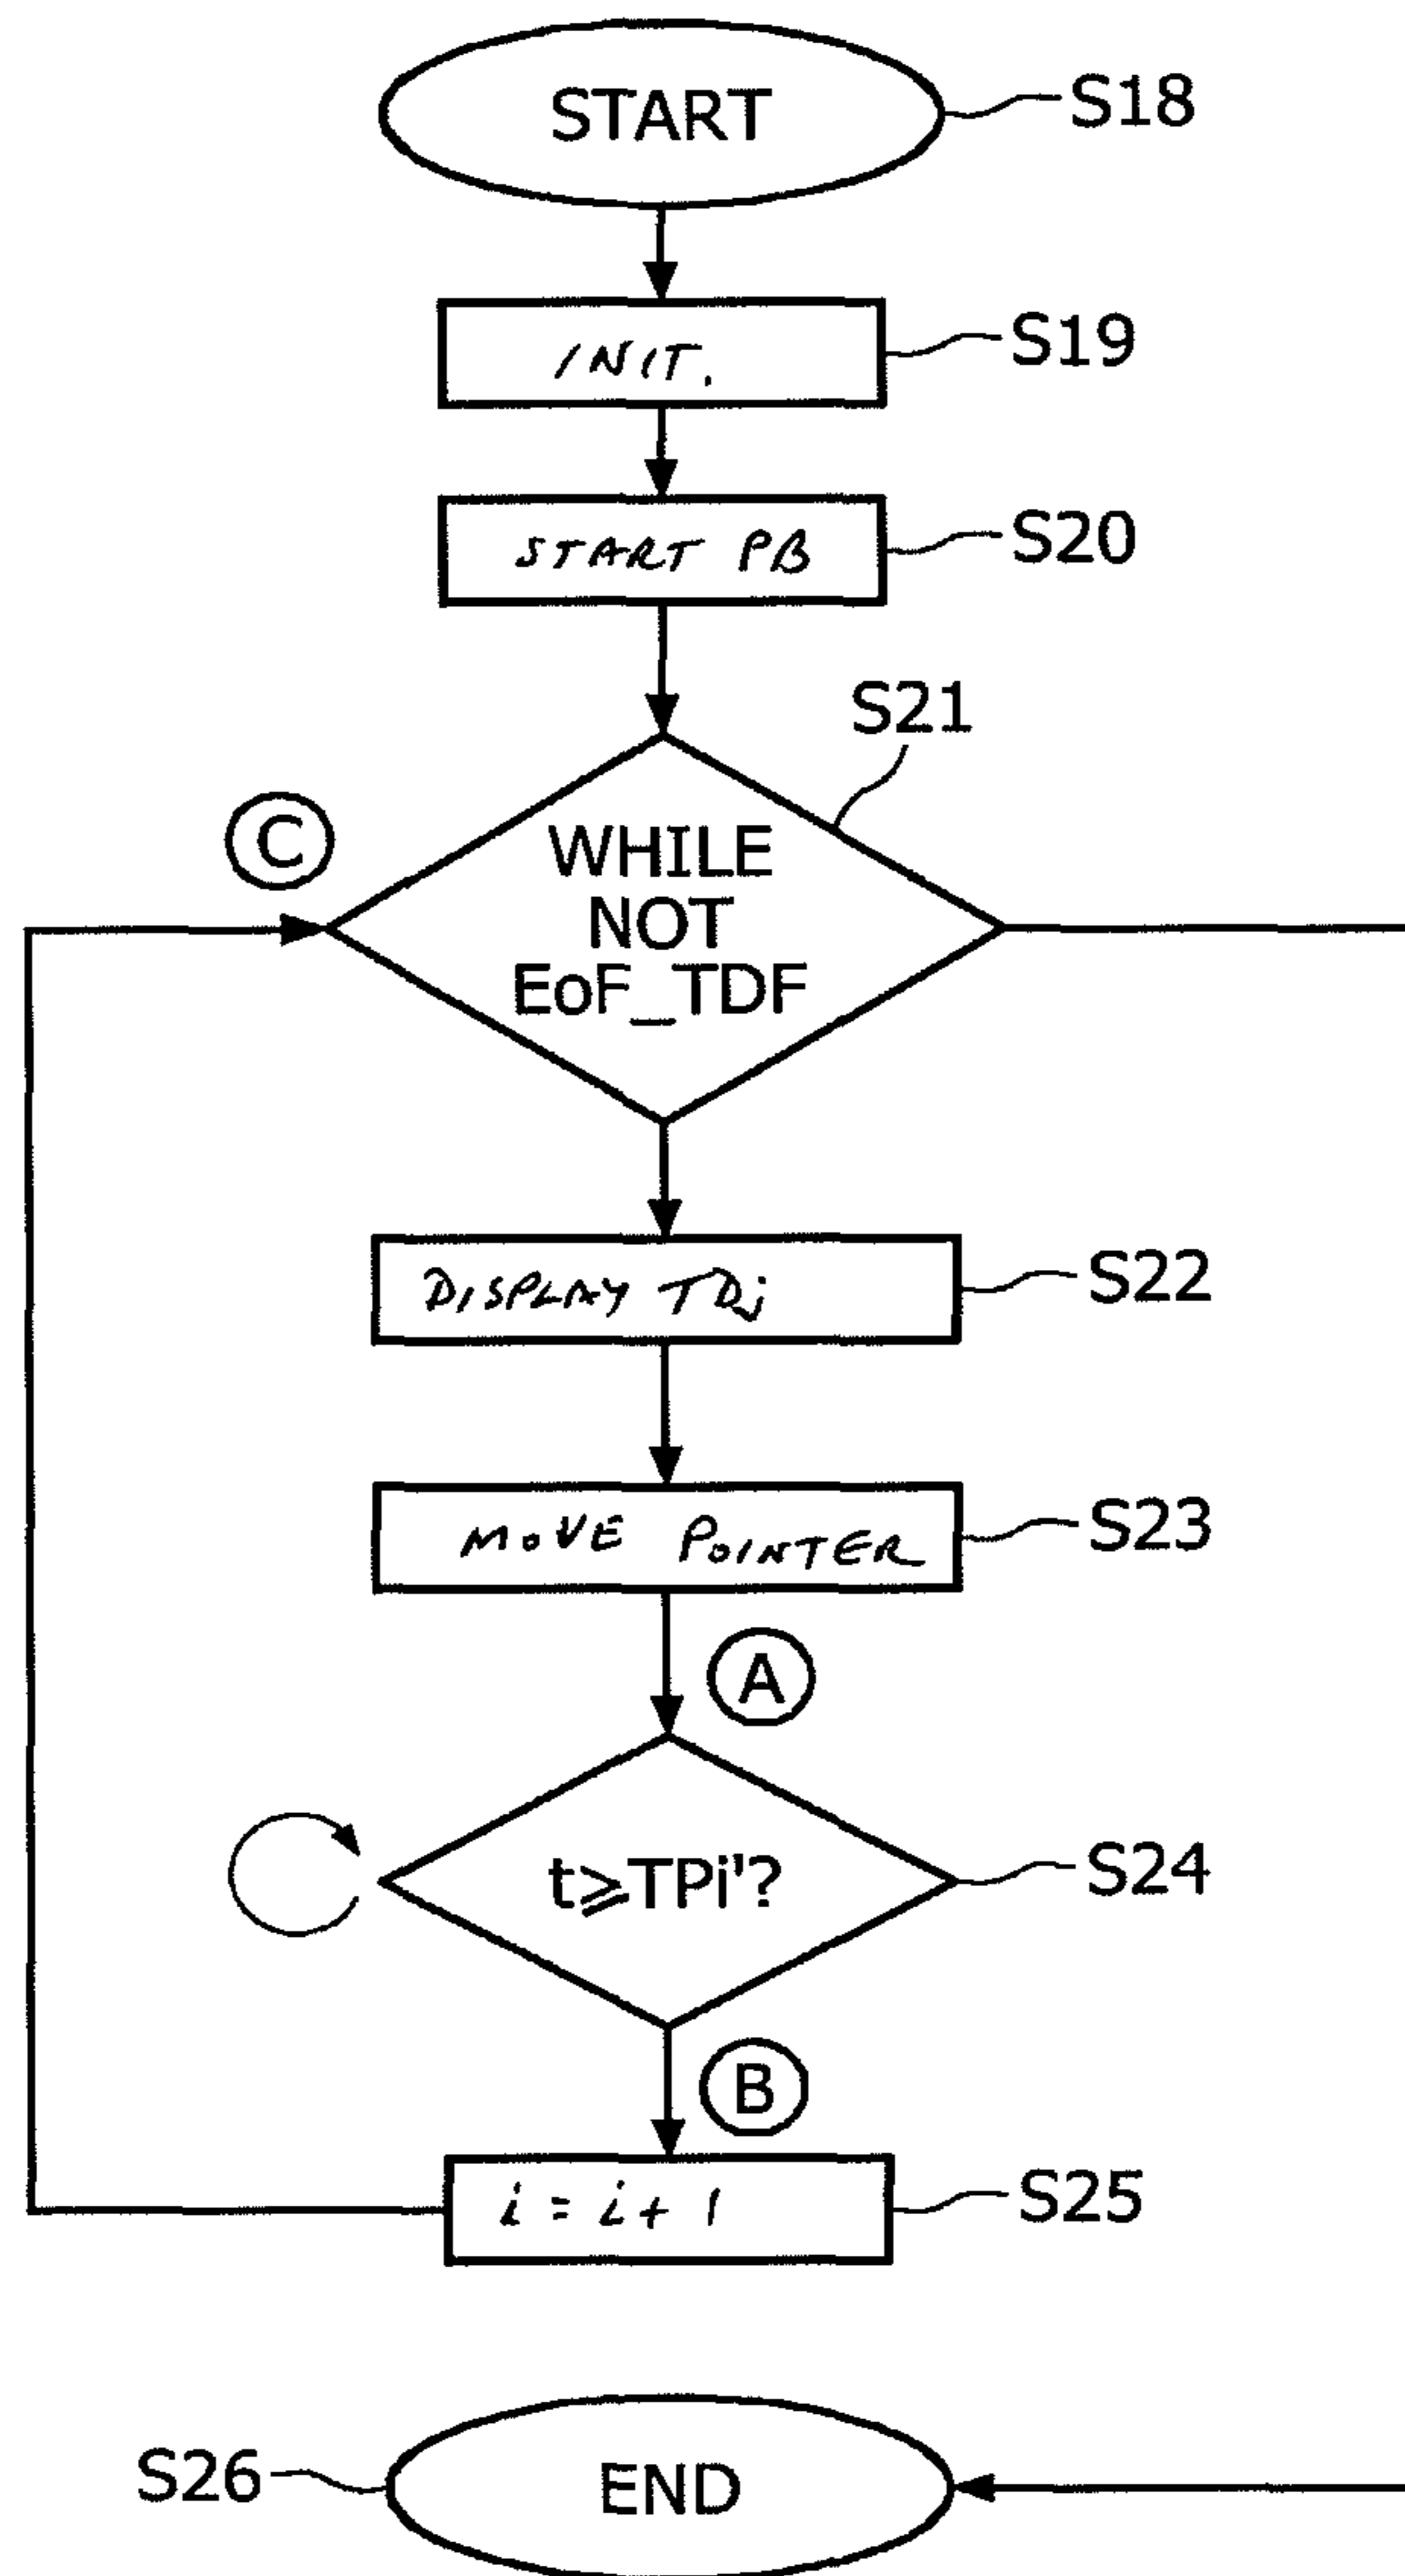 START
S18
INIT.
S19
START PB
S20
S21
C
WHILE
NOT
EoF_TDF
DISPLAY TDj
S22
MOVE POINTER
S23
A
t⩾TPi'?
S24
B
i = i + 1
S25
S26
END